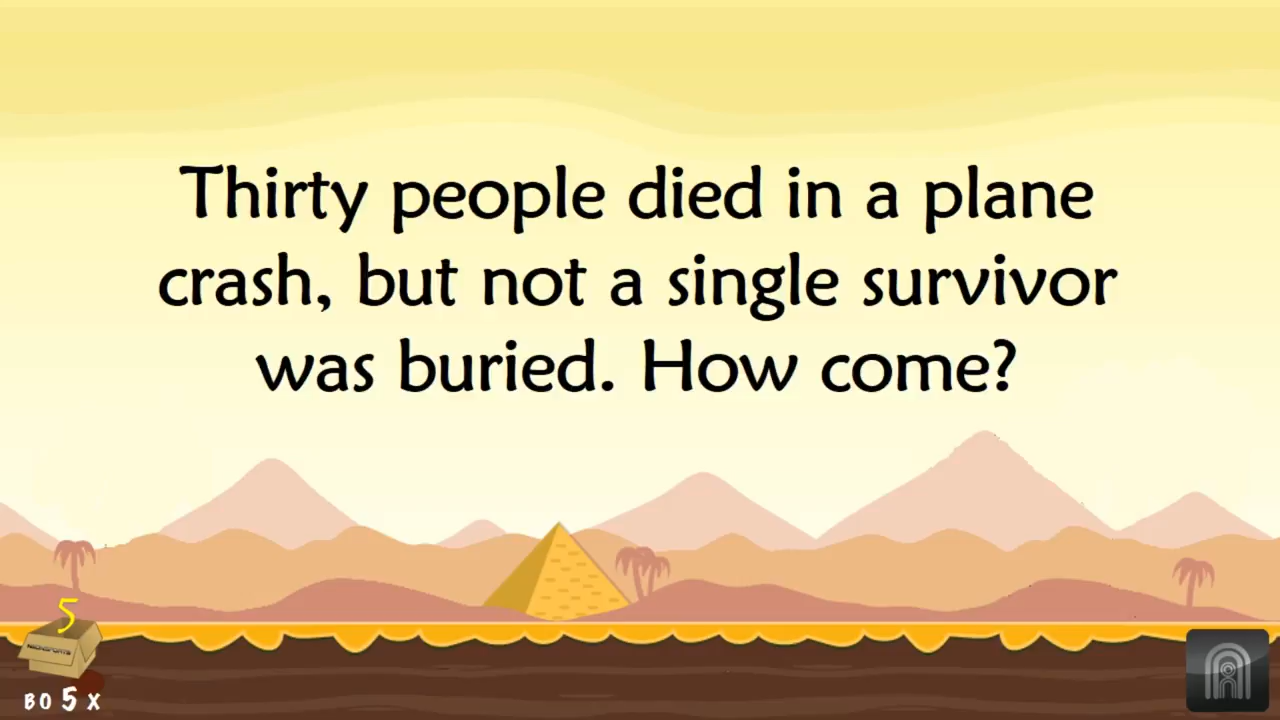 Thirty people died in a plane
crash, but not a single survivor
was buried. How come?
5
BO 5 X